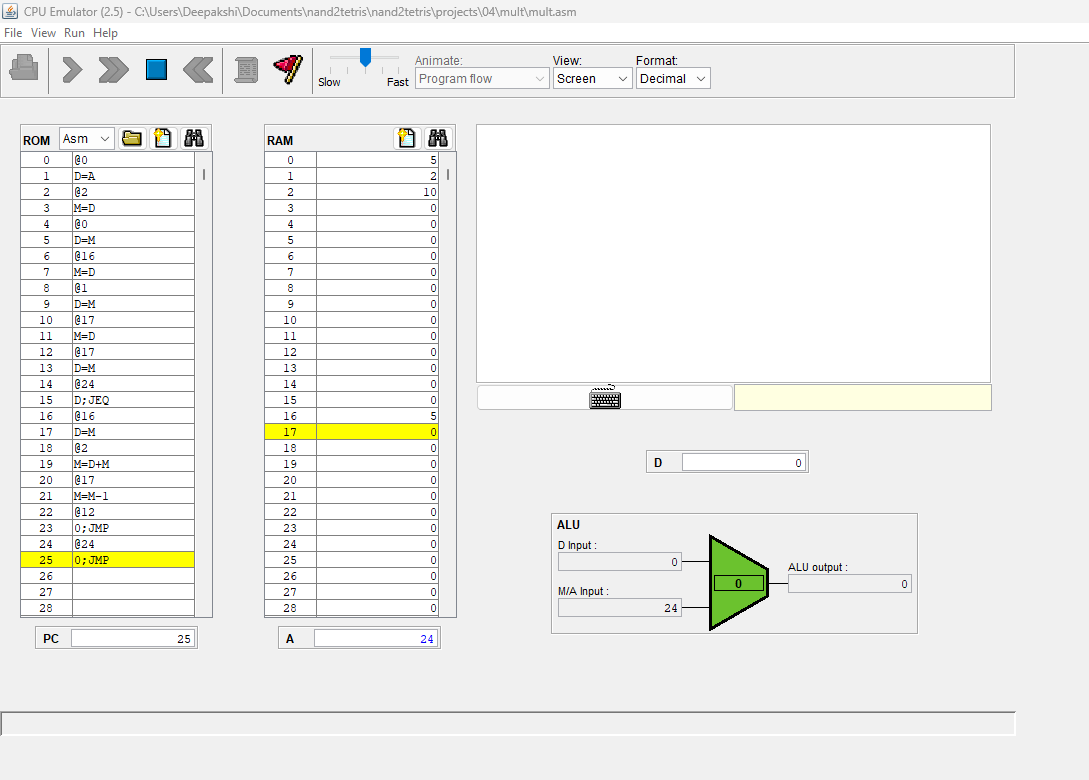 CPU Emulator (2.5) - C:\Users\Deepakshi\Documents\nand2tetris\nand2tetris\projects\04\mult\mult.asm
File View Run Help
Slow Fast
Animate:
Program flow
View:
Screen
Format:
Decimal
ROM Asm
0 @0
1 D=A
2 @2
3 M=D
4 @0
5 D=M
6 @16
7 M=D
8 @1
9 D=M
10 @17
11 M=D
12 @17
13 D=M
14 @24
15 D;JEQ
16 @16
17 D=M
18 @2
19 M=D+M
20 @17
21 M=M-1
22 @12
23 0;JMP
24 @24
25 0;JMP
26
27
28
PC 25
RAM
0 5
1 2
2 10
3 0
4 0
5 0
6 0
7 0
8 0
9 0
10 0
11 0
12 0
13 0
14 0
15 0
16 5
17 0
18 0
19 0
20 0
21 0
22 0
23 0
24 0
25 0
26 0
27 0
28 0
A 24
D 0
ALU
D Input :
0
M/A Input :
24
0
ALU output :
0